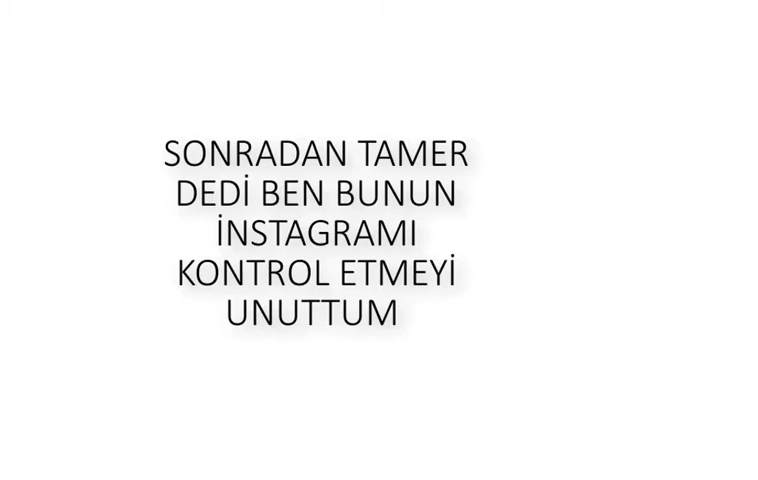 SONRADAN TAMER
DEDİ BEN BUNUN
İNSTAGRAMI
KONTROL ETMEYİ
UNUTTUM